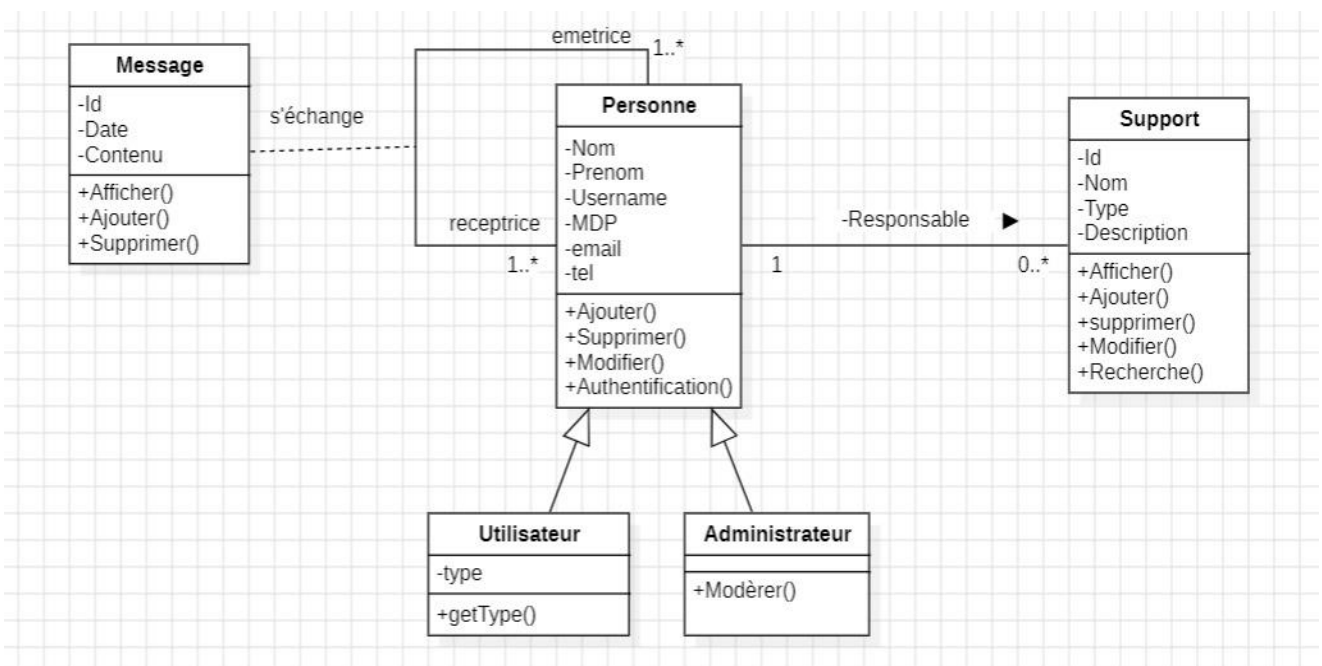 Message
-Id
-Date
-Contenu
+Afficher()
+Ajouter()
+Supprimer()
s'échange
emetrice
1..*
receptrice
1..*
Personne
-Nom
-Prenom
-Username
-MDP
-email
-tel
+Ajouter()
+Supprimer()
+Modifier()
+Authentification()
-Responsable
1
0..*
Support
-Id
-Nom
-Type
-Description
+Afficher()
+Ajouter()
+supprimer()
+Modifier()
+Recherche()
Utilisateur
-type
+getType()
Administrateur
+Modèrer()